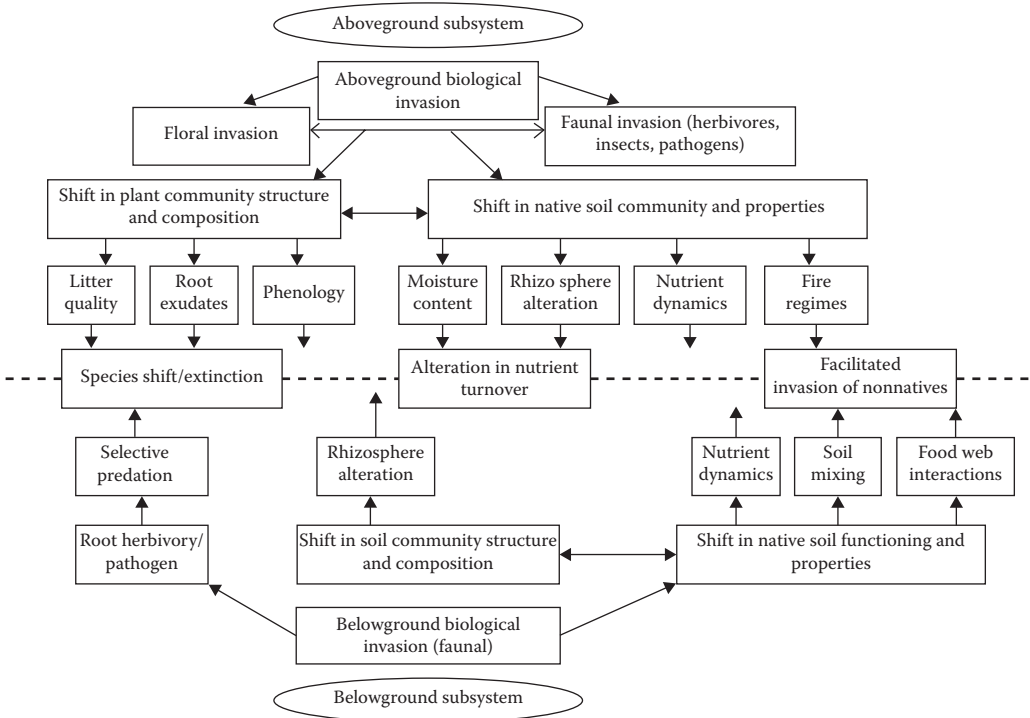 Aboveground subsystem
Aboveground biological
invasion
Floral invasion
Faunal invasion (herbivores,
insects, pathogens)
Shift in plant community structure
and composition
Shift in native soil community and properties
Litter
quality
Root
exudates
Phenology
Moisture
content
Rhizo sphere
alteration
Nutrient
dynamics
Fire
regimes
Species shift/extinction
Alteration in nutrient
turnover
Facilitated
invasion of nonnatives
Selective
predation
Rhizosphere
alteration
Nutrient
dynamics
Soil
mixing
Food web
interactions
Root herbivory/
pathogen
Shift in soil community structure
and composition
Shift in native soil functioning and
properties
Belowground biological
invasion (faunal)
Belowground subsystem